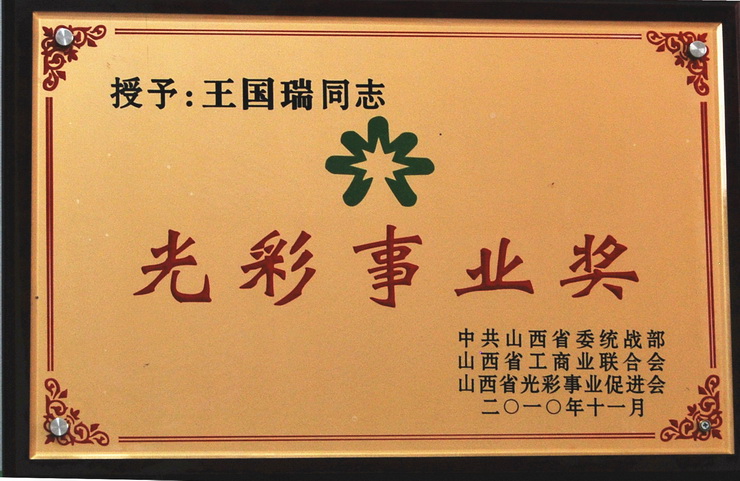 授予:王国瑞同志
光彩事业奖
中共山西省委统战部
山西省工商业联合会
山西省光彩事业促进会
二〇一〇年十一月